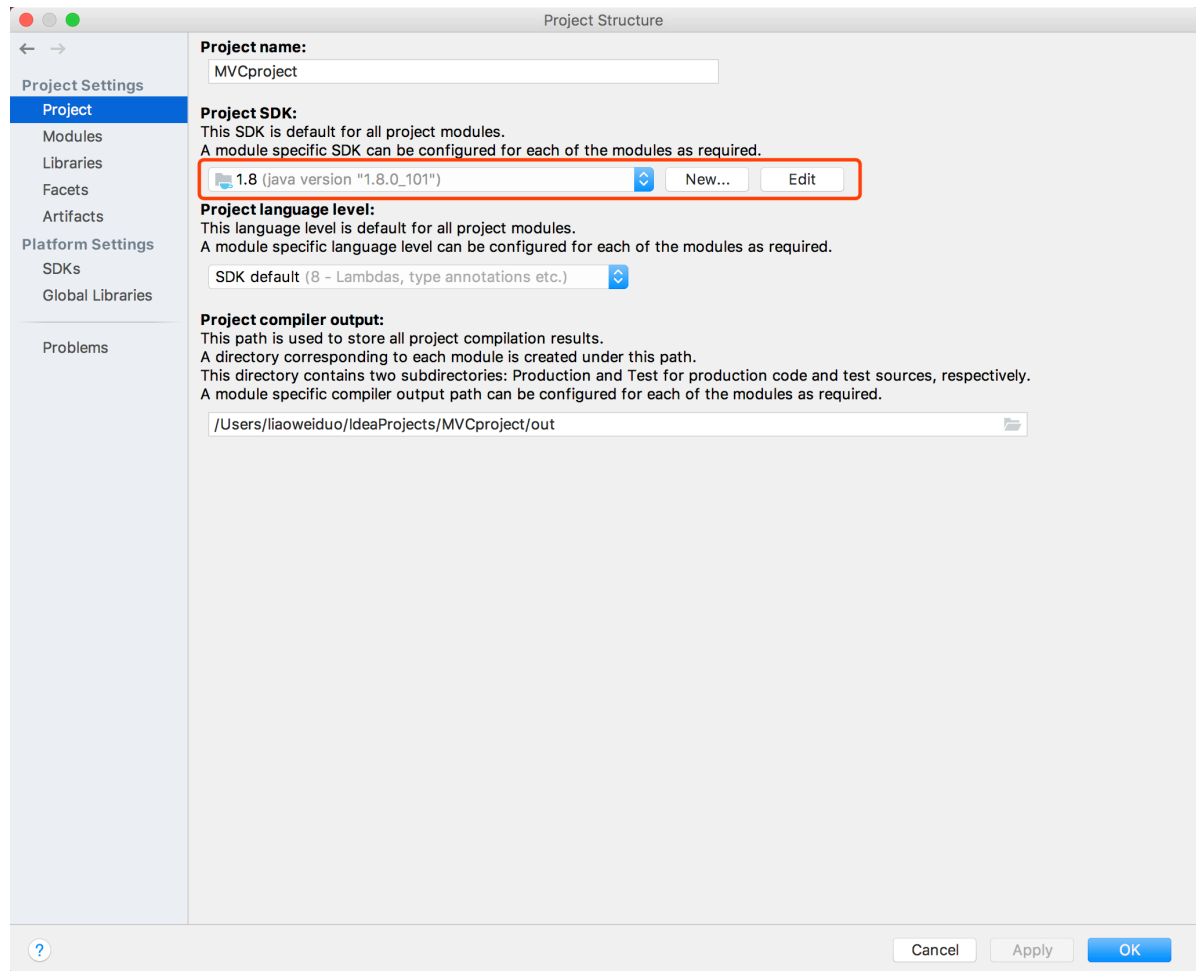 Project Structure
Project Settings
Project
Modules
Libraries
Facets
Artifacts
Platform Settings
SDKs
Global Libraries
Problems
Project name:
MVCproject
Project SDK:
This SDK is default for all project modules.
A module specific SDK can be configured for each of the modules as required.
1.8 (java version "1.8.0_101") New... Edit
Project language level:
This language level is default for all project modules.
A module specific language level can be configured for each of the modules as required.
SDK default (8 - Lambdas, type annotations etc.)
Project compiler output:
This path is used to store all project compilation results.
A directory corresponding to each module is created under this path.
This directory contains two subdirectories: Production and Test for production code and test sources, respectively.
A module specific compiler output path can be configured for each of the modules as required.
/Users/liaoweiduo/IdeaProjects/MVCproject/out
? Cancel Apply OK